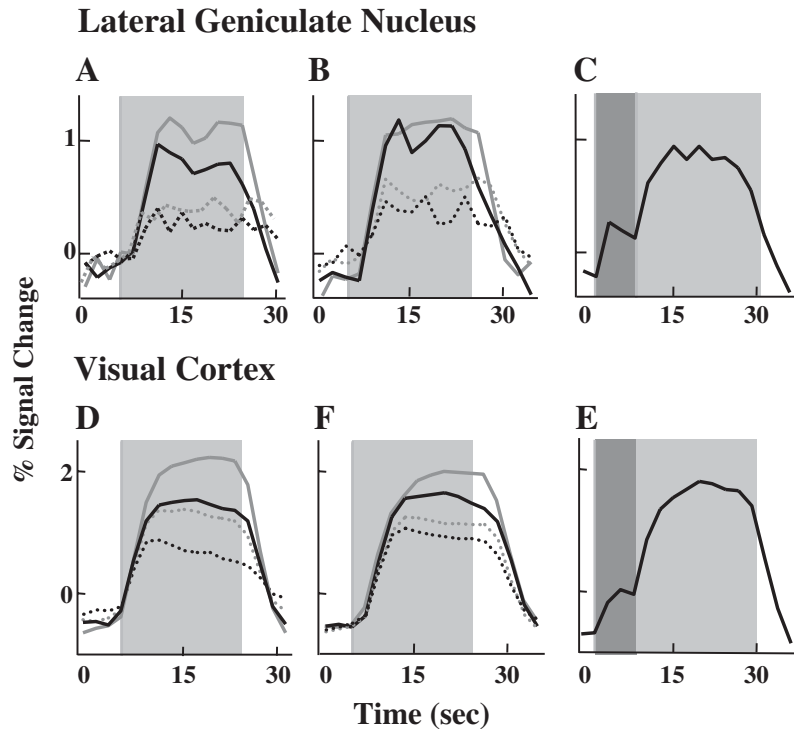 Lateral Geniculate Nucleus
A B C
1
0
0 15 30 0 15 30 0 15 30
% Signal Change
Visual Cortex
D F E
2
0
0 15 30 0 15 30 0 15 30
Time (sec)